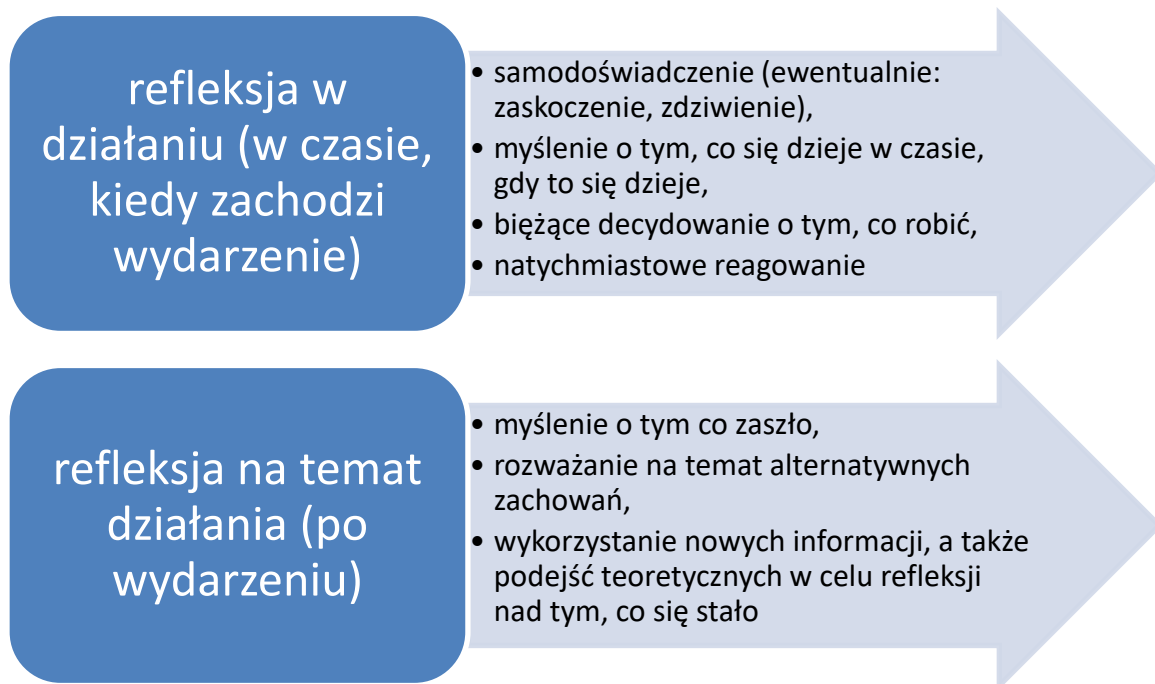 refleksja w
działaniu (w czasie,
kiedy zachodzi
wydarzenie)
• samodoświadczenie (ewentualnie:
zaskoczenie, zdziwienie),
• myślenie o tym, co się dzieje w czasie,
gdy to się dzieje,
• biężące decydowanie o tym, co robić,
• natychmiastowe reagowanie
refleksja na temat
działania (po
wydarzeniu)
• myślenie o tym co zaszło,
• rozważanie na temat alternatywnych
zachowań,
• wykorzystanie nowych informacji, a także
podejść teoretycznych w celu refleksji
nad tym, co się stało